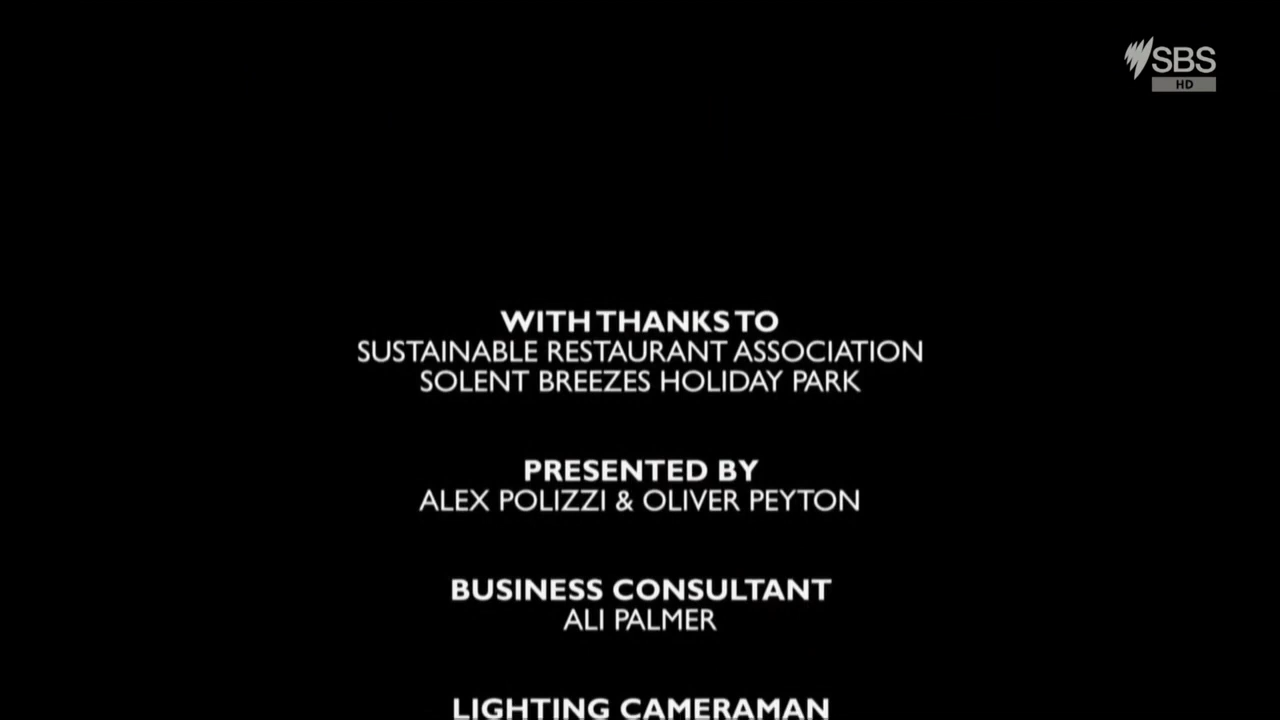 SBS
HD
WITH THANKS TO
SUSTAINABLE RESTAURANT ASSOCIATION
SOLENT BREEZES HOLIDAY PARK
PRESENTED BY
ALEX POLIZZI & OLIVER PEYTON
BUSINESS CONSULTANT
ALI PALMER
LIGHTING CAMERAMAN